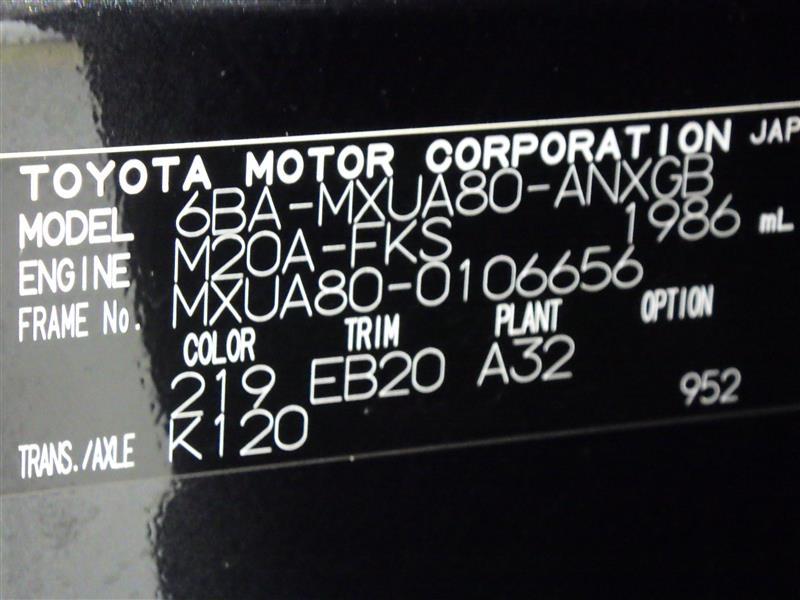 TOYOTA MOTOR CORPORATION JAP
MODEL 6BA-MXUA80-ANXGB
ENGINE M20A-FKS 1986 mL
FRAME No. MXUA80-0106656
COLOR TRIM PLANT OPTION
219 EB20 A32 952
TRANS./AXLE K120